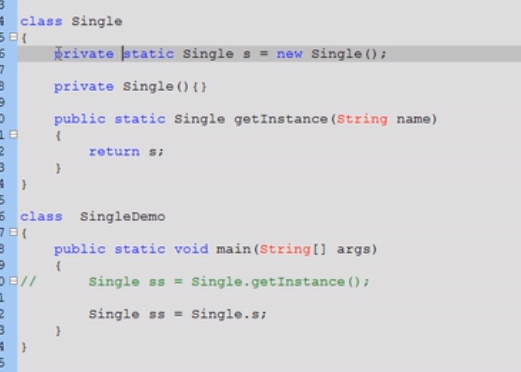 3
4 class Single
5 {
6 private static Single s = new Single();
7
8 private Single(){}
9
0 public static Single getInstance(String name)
1 {
2 return s;
3 }
4 }
5
6 class SingleDemo
7 {
8 public static void main(String[] args)
9 {
0 // Single ss = Single.getInstance();
1
2 Single ss = Single.s;
3 }
4 }
5